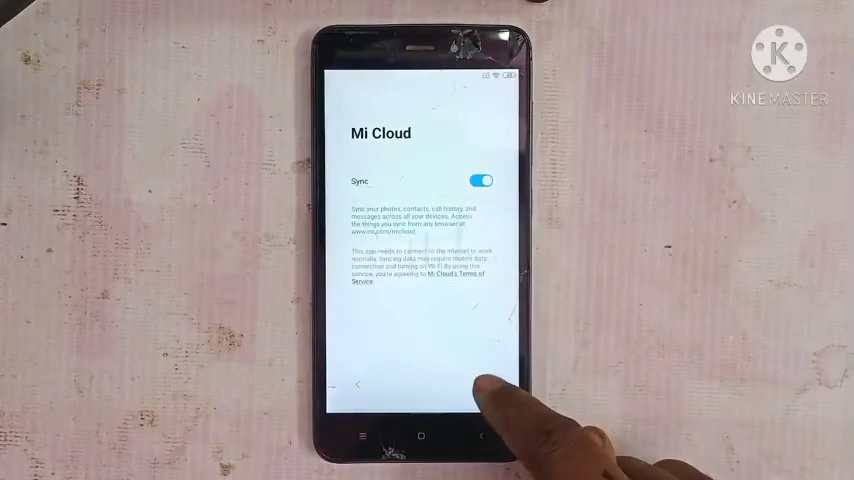 Mi Cloud
Sync
Sync your photos, contacts, call history, and
messages across all your devices. Access
the things you sync from any browser at
www.mi.com/micloud.
This app needs to connect to the internet to work
normally. Syncing data may require mobile data
connection and turning on Wi-Fi. By using this
service, you're agreeing to Mi Cloud's Terms of
Service.
K
KINEMASTER